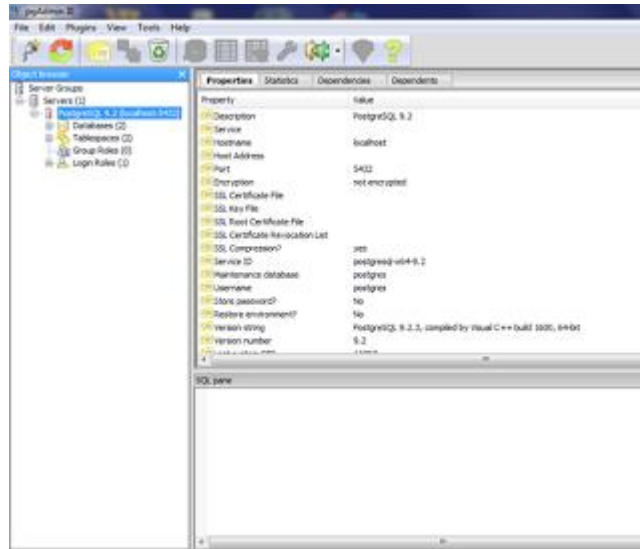 pgAdmin III
File Edit Plugins View Tools Help
Object browser
Server Groups
Servers (1)
PostgreSQL 9.2 (localhost:5432)
Databases (2)
Tablespaces (2)
Group Roles (0)
Login Roles (1)
Properties Statistics Dependencies Dependents
Property Value
Description PostgreSQL 9.2
Service
Hostname localhost
Host Address
Port 5432
Encryption not encrypted
SSL Certificate File
SSL Key File
SSL Root Certificate File
SSL Certificate Revocation List
SSL Compression? yes
Service ID postgresql-x64-9.2
Maintenance database postgres
Username postgres
Store password? No
Restore environment? No
Version string PostgreSQL 9.2.3, compiled by Visual C++ build 1600, 64-bit
Version number 9.2
SQL pane